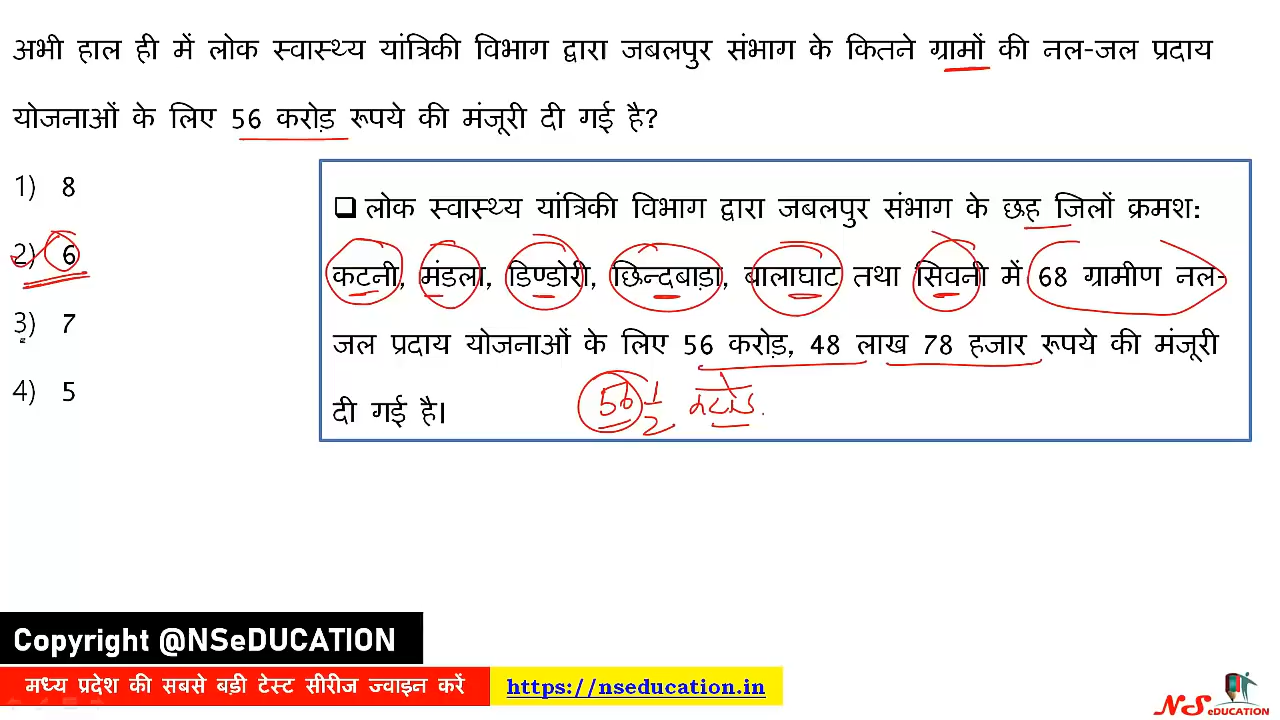 अभी हाल ही में लोक स्वास्थ्य यांत्रिकी विभाग द्वारा जबलपुर संभाग के कितने ग्रामों की नल-जल प्रदाय
योजनाओं के लिए 56 करोड़ रूपये की मंजूरी दी गई है?
1) 8
2) 6
3) 7
4) 5
❑ लोक स्वास्थ्य यांत्रिकी विभाग द्वारा जबलपुर संभाग के छह जिलों क्रमश:
कटनी, मंडला, डिण्डोरी, छिन्दबाड़ा, बालाघाट तथा सिवनी में 68 ग्रामीण नल-
जल प्रदाय योजनाओं के लिए 56 करोड़, 48 लाख 78 हजार रूपये की मंजूरी
दी गई है।
56 1/2 करोड
Copyright @NSeDUCATION
मध्य प्रदेश की सबसे बड़ी टेस्ट सीरीज ज्वाइन करें https://nseducation.in
NS eDUCATION